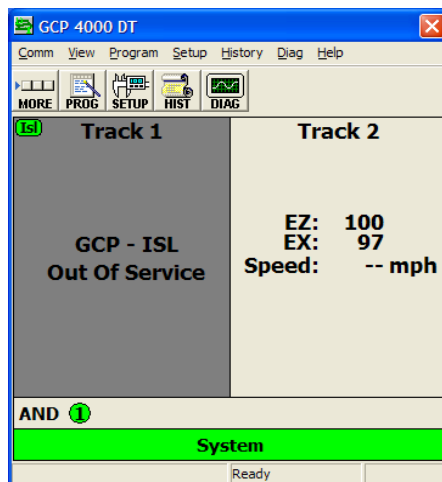 GCP 4000 DT
Comm View Program Setup History Diag Help
MORE PROG SETUP HIST DIAG
Isl Track 1
GCP - ISL
Out Of Service
Track 2
EZ: 100
EX: 97
Speed: -- mph
AND 1
System
Ready